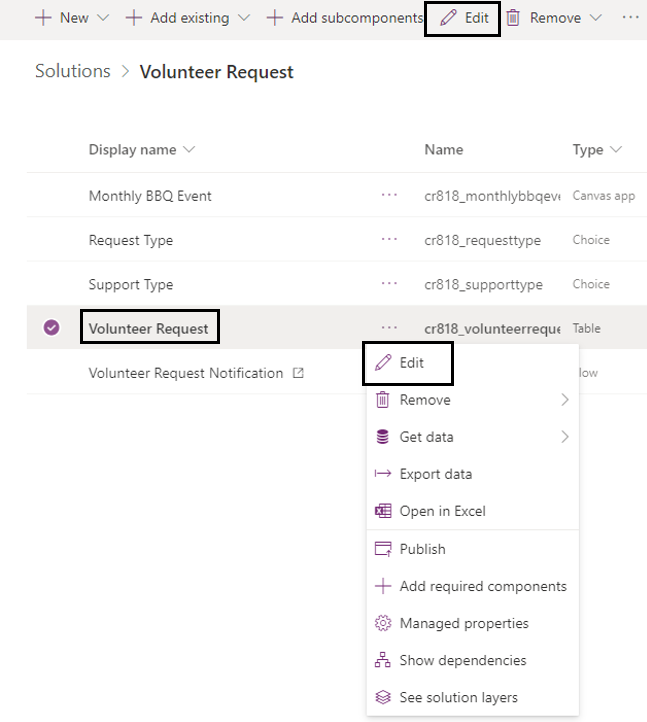 New Add existing Add subcomponents Edit Remove ...
Solutions > Volunteer Request
Display name Name Type
Monthly BBQ Event ... cr818_monthlybbqeve Canvas app
Request Type ... cr818_requesttype Choice
Support Type ... cr818_supporttype Choice
Volunteer Request ... cr818_volunteerreque Table
Volunteer Request Notification low
Edit
Remove
Get data
Export data
Open in Excel
Publish
Add required components
Managed properties
Show dependencies
See solution layers